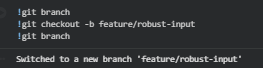 !git branch
!git checkout -b feature/robust-input
!git branch
Switched to a new branch 'feature/robust-input'